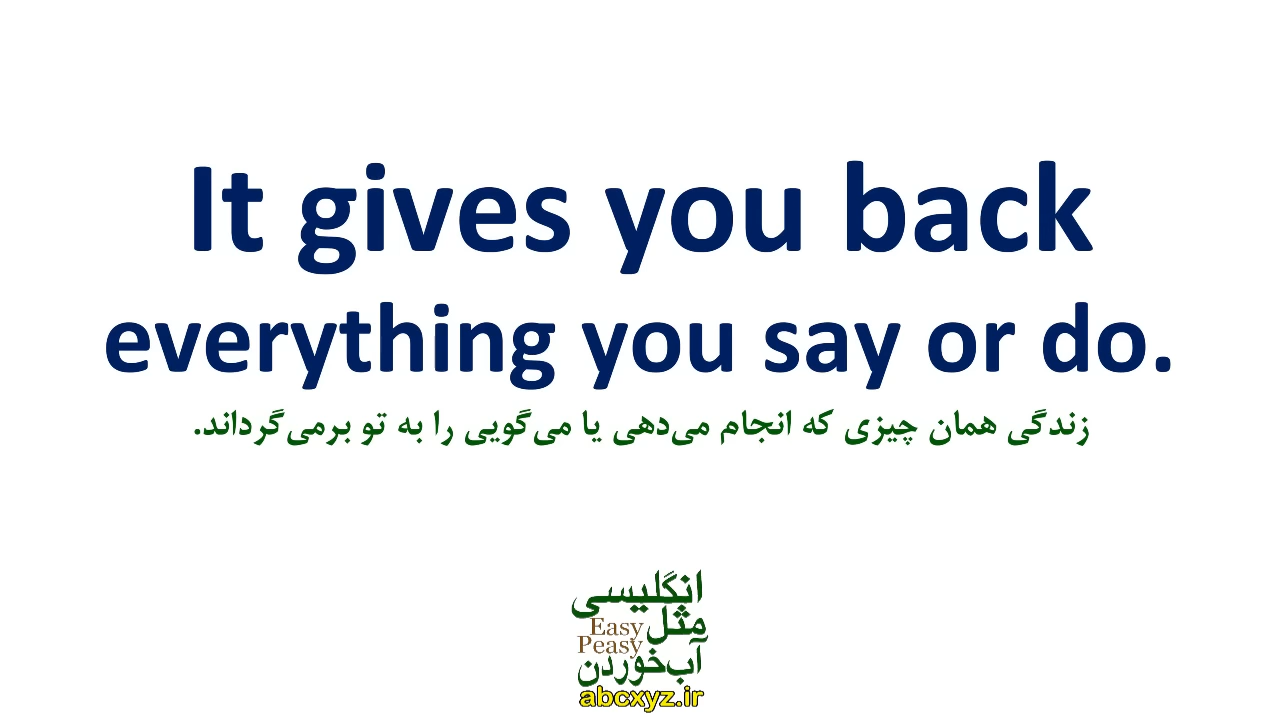 It gives you back
everything you say or do.
زندگی همان چیزی که انجام می‌دهی یا می‌گویی را به تو برمی‌گرداند.
انگلیسی
مثل
Easy
Peasy
آب‌خوردن
abcxyz.ir